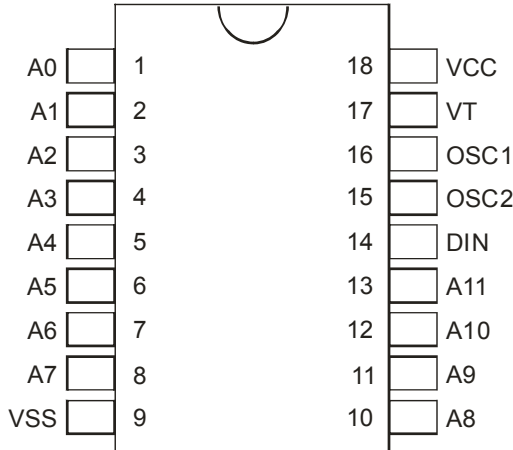 A0 1 18 VCC
A1 2 17 VT
A2 3 16 OSC1
A3 4 15 OSC2
A4 5 14 DIN
A5 6 13 A11
A6 7 12 A10
A7 8 11 A9
VSS 9 10 A8